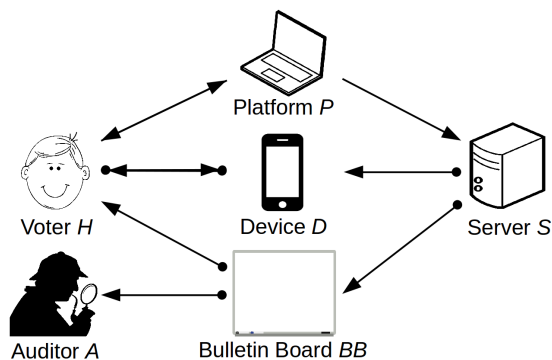 Platform P
Voter H
Device D
Server S
Auditor A
Bulletin Board BB